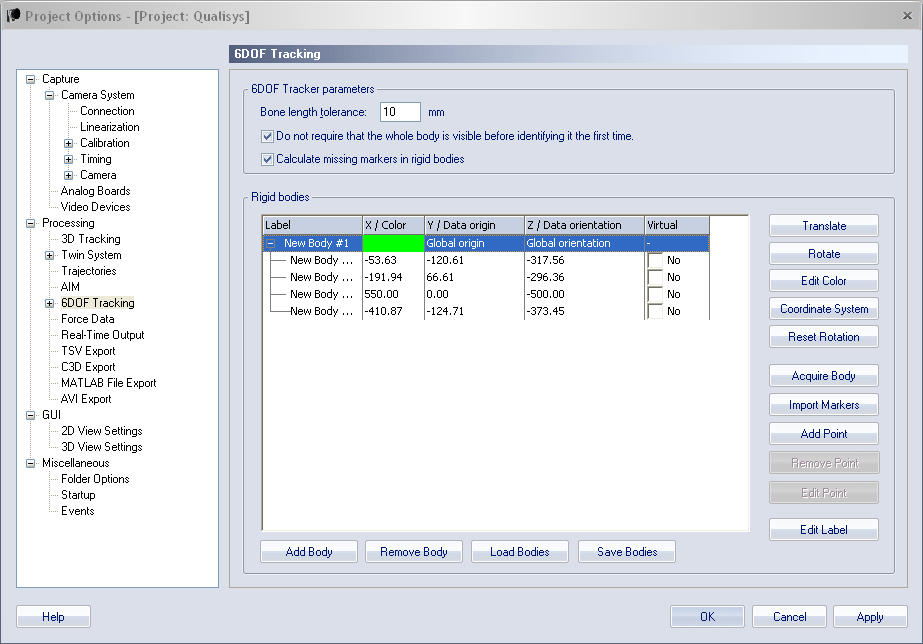 Project Options - [Project: Qualisys]
6DOF Tracking
Capture
Camera System
Connection
Linearization
Calibration
Timing
Camera
Analog Boards
Video Devices
Processing
3D Tracking
Twin System
Trajectories
AIM
6DOF Tracking
Force Data
Real-Time Output
TSV Export
C3D Export
MATLAB File Export
AVI Export
GUI
2D View Settings
3D View Settings
Miscellaneous
Folder Options
Startup
Events
6DOF Tracker parameters
Bone length tolerance: 10 mm
Do not require that the whole body is visible before identifying it the first time.
Calculate missing markers in rigid bodies
Rigid bodies
Label X / Color Y / Data origin Z / Data orientation Virtual
New Body #1 Global origin Global orientation -
New Body ... -53.63 -120.61 -317.56 No
New Body ... -191.94 66.61 -296.36 No
New Body ... 550.00 0.00 -500.00 No
New Body ... -410.87 -124.71 -373.45 No
Translate
Rotate
Edit Color
Coordinate System
Reset Rotation
Acquire Body
Import Markers
Add Point
Remove Point
Edit Point
Edit Label
Add Body Remove Body Load Bodies Save Bodies
Help OK Cancel Apply